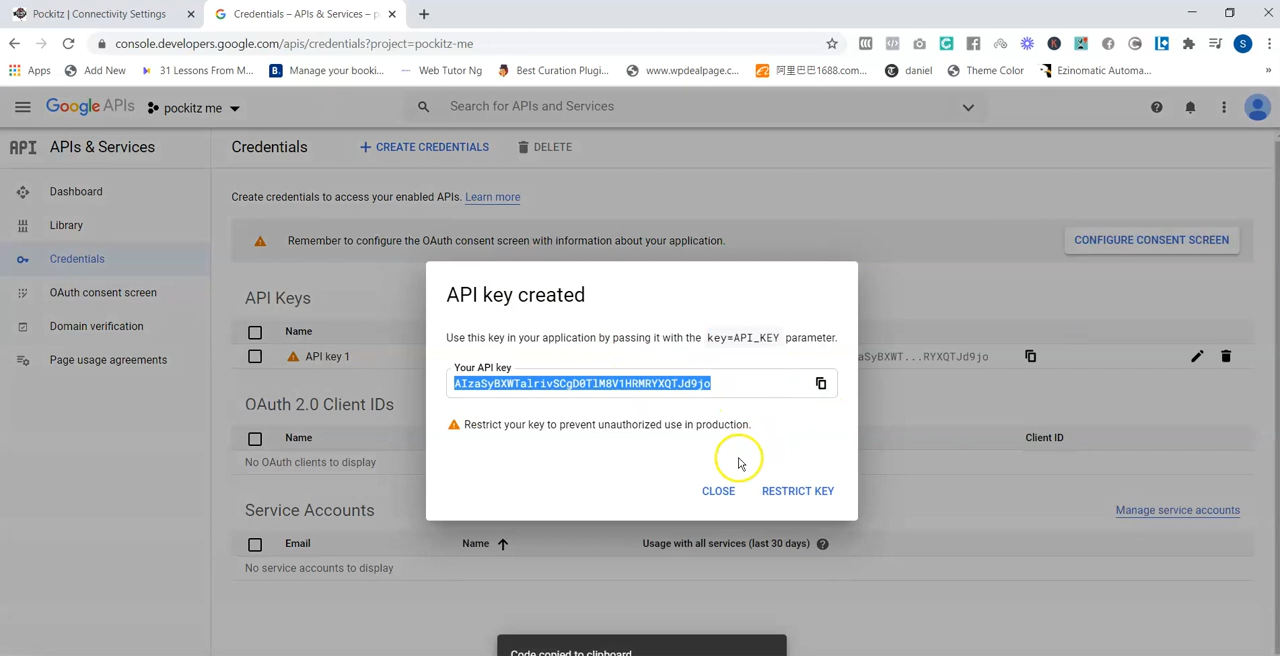 Pockitz | Connectivity Settings
Credentials – APIs & Services – p
console.developers.google.com/apis/credentials?project=pockitz-me
Apps Add New 31 Lessons From M... Manage your booki... Web Tutor Ng Best Curation Plugi... www.wpdealpage.c... 阿里巴巴1688.com... daniel Theme Color Ezinomatic Automa... »
Google APIs pockitz me Search for APIs and Services
API APIs & Services
Credentials + CREATE CREDENTIALS DELETE
Dashboard
Library
Credentials
OAuth consent screen
Domain verification
Page usage agreements
Create credentials to access your enabled APIs. Learn more
Remember to configure the OAuth consent screen with information about your application. CONFIGURE CONSENT SCREEN
API Keys
Name
API key 1 aSyBXWT...RYXQTJd9jo
API key created
Use this key in your application by passing it with the key=API_KEY parameter.
Your API key
AIzaSyBXWTalrivSCgD0TlM8V1HRMRYXQTJd9jo
Restrict your key to prevent unauthorized use in production.
CLOSE RESTRICT KEY
OAuth 2.0 Client IDs
Name Client ID
No OAuth clients to display
Service Accounts Manage service accounts
Email Name Usage with all services (last 30 days)
No service accounts to display
Code copied to clipboard